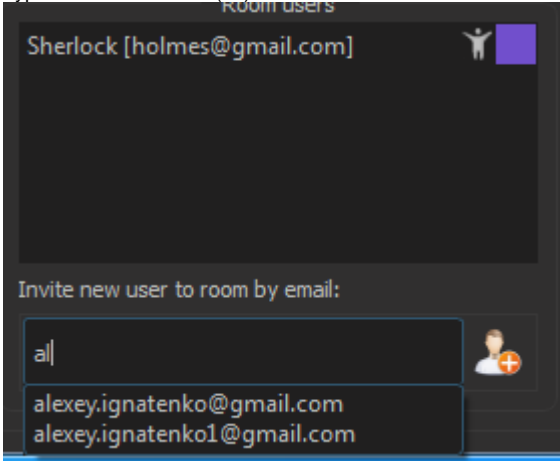 Room users
Sherlock [holmes@gmail.com]
Invite new user to room by email:
al
alexey.ignatenko@gmail.com
alexey.ignatenko1@gmail.com